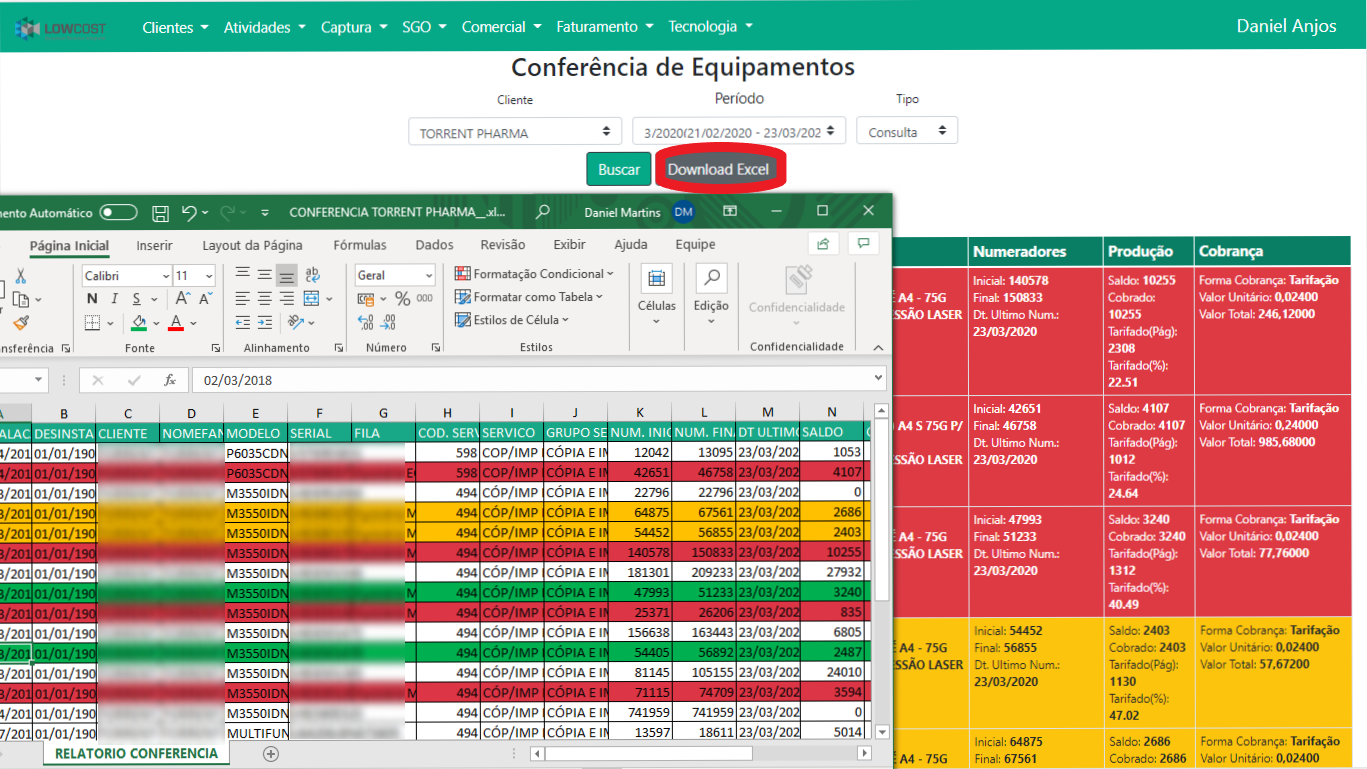 LOWCOST Clientes Atividades Captura SGO Comercial Faturamento Tecnologia Daniel Anjos
Conferência de Equipamentos
Cliente Período Tipo
TORRENT PHARMA 3/2020(21/02/2020 - 23/03/202 Consulta
Buscar Download Excel
ento Automático CONFERENCIA TORRENT PHARMA__.xl... Daniel Martins DM
Página Inicial Inserir Layout da Página Fórmulas Dados Revisão Exibir Ajuda Equipe
Calibri 11 Geral Formatação Condicional
N I S A A % 000 Formatar como Tabela Células Edição Confidencialidade
A Estilos de Célula
nsferência Fonte Alinhamento Número Estilos Confidencialidade
fx 02/03/2018
A B C D E F G H I J K L M N
ALAC DESINSTA CLIENTE NOMEFAN MODELO SERIAL FILA COD. SERV SERVICO GRUPO SE NUM. INIC NUM. FINA DT ULTIMO SALDO
4/201 01/01/190 P6035CDN 598 COP/IMP CÓPIA E IM 12042 13095 23/03/202 1053
4/201 01/01/190 P6035CDN 598 COP/IMP CÓPIA E IM 42651 46758 23/03/202 4107
3/201 01/01/190 M3550IDN 494 CÓP/IMP CÓPIA E IM 22796 22796 23/03/202 0
3/201 01/01/190 M3550IDN M 494 CÓP/IMP CÓPIA E IM 64875 67561 23/03/202 2686
3/201 01/01/190 M3550IDN M 494 CÓP/IMP CÓPIA E IM 54452 56855 23/03/202 2403
3/201 01/01/190 M3550IDN M 494 CÓP/IMP CÓPIA E IM 140578 150833 23/03/202 10255
3/201 01/01/190 M3550IDN 494 CÓP/IMP CÓPIA E IM 181301 209233 23/03/202 27932
3/201 01/01/190 M3550IDN M 494 CÓP/IMP CÓPIA E IM 47993 51233 23/03/202 3240
3/201 01/01/190 M3550IDN M 494 CÓP/IMP CÓPIA E IM 25371 26206 23/03/202 835
3/201 01/01/190 M3550IDN 494 CÓP/IMP CÓPIA E IM 156638 163443 23/03/202 6805
3/201 01/01/190 M3550IDN 494 CÓP/IMP CÓPIA E IM 54405 56892 23/03/202 2487
3/201 01/01/190 M3550IDN 494 CÓP/IMP CÓPIA E IM 81145 105155 23/03/202 24010
3/201 01/01/190 M3550IDN M 494 CÓP/IMP CÓPIA E IM 71115 74709 23/03/202 3594
4/201 01/01/190 M3550IDN 494 CÓP/IMP CÓPIA E IM 741959 741959 23/03/202 0
7/201 01/01/190 MULTIFUN 494 CÓP/IMP CÓPIA E IM 13597 18611 23/03/202 5014
RELATORIO CONFERENCIA
Numeradores Produção Cobrança
Inicial: 140578 Saldo: 10255 Forma Cobrança: Tarifação
A4 - 75G Final: 150833 Cobrado: Valor Unitário: 0,02400
SSÃO LASER Dt. Ultimo Num.: 10255 Valor Total: 246,12000
23/03/2020 Tarifado(Pág):
2308
Tarifado(%):
22.51
Inicial: 42651 Saldo: 4107 Forma Cobrança: Tarifação
A4 S 75G P/ Final: 46758 Cobrado: 4107 Valor Unitário: 0,24000
Dt. Ultimo Num.: Tarifado(Pág): Valor Total: 985,68000
SSÃO LASER 23/03/2020 1012
Tarifado(%):
24.64
Inicial: 47993 Saldo: 3240 Forma Cobrança: Tarifação
A4 - 75G Final: 51233 Cobrado: 3240 Valor Unitário: 0,02400
SSÃO LASER Dt. Ultimo Num.: Tarifado(Pág): Valor Total: 77,76000
23/03/2020 1312
Tarifado(%):
40.49
Inicial: 54452 Saldo: 2403 Forma Cobrança: Tarifação
A4 - 75G Final: 56855 Cobrado: 2403 Valor Unitário: 0,02400
SSÃO LASER Dt. Ultimo Num.: Tarifado(Pág): Valor Total: 57,67200
23/03/2020 1130
Tarifado(%):
47.02
Inicial: 64875 Saldo: 2686 Forma Cobrança: Tarifação
A4 - 75G Final: 67561 Cobrado: 2686 Valor Unitário: 0,02400